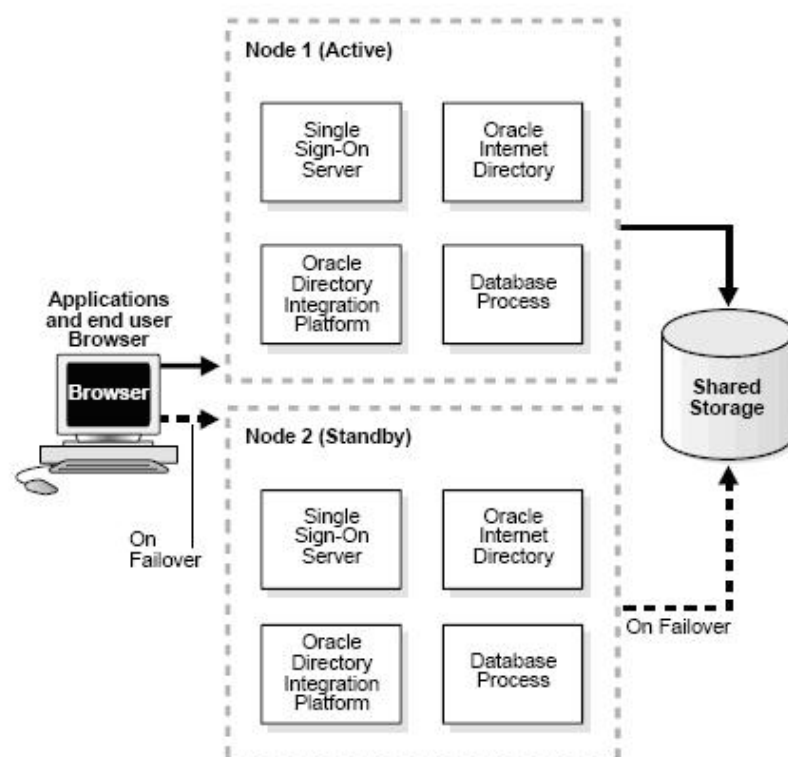 Node 1 (Active)
Single
Sign-On
Server
Oracle
Internet
Directory
Oracle
Directory
Integration
Platform
Database
Process
Applications
and end user
Browser
Browser
Shared
Storage
Node 2 (Standby)
On
Failover
Single
Sign-On
Server
Oracle
Internet
Directory
Oracle
Directory
Integration
Platform
Database
Process
On Failover